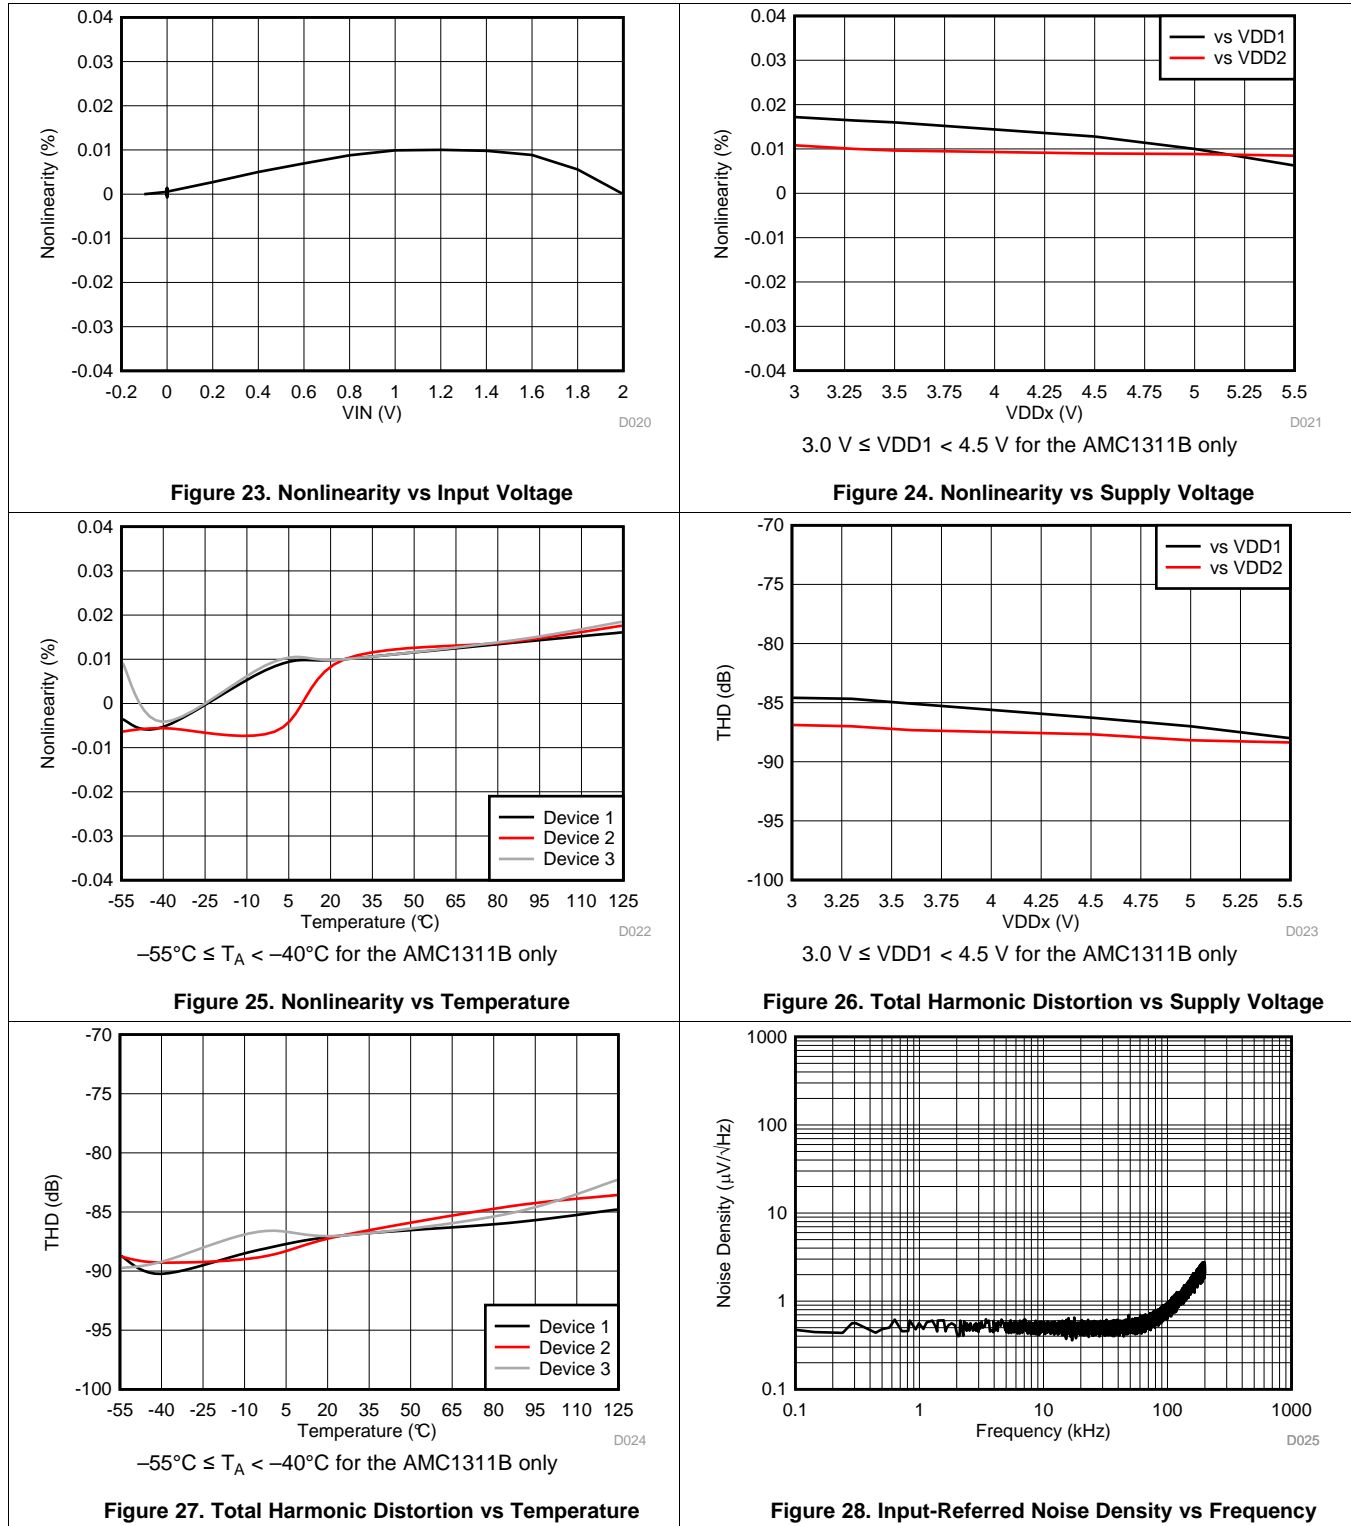 0.04
0.03
0.02
0.010
0
-0.01
-0.02
-0.03
-0.04
Nonlinearity (%)
-0.2 0 0.2 0.4 0.6 0.8 1 1.2 1.4 1.6 1.8 2
VIN (V)
D020
Figure 23. Nonlinearity vs Input Voltage
0.04
0.03
0.02
0.01
0
-0.01
-0.02
-0.03
-0.04
Nonlinearity (%)
vs VDD1
vs VDD2
3 3.25 3.5 3.75 4 4.25 4.5 4.75 5 5.25 5.5
VDDx (V)
D021
3.0 V ≤ VDD1 < 4.5 V for the AMC1311B only
Figure 24. Nonlinearity vs Supply Voltage
0.04
0.03
0.02
0.01
0
-0.01
-0.02
-0.03
-0.04
Nonlinearity (%)
Device 1
Device 2
Device 3
-55 -40 -25 -10 5 20 35 50 65 80 95 110 125
Temperature (°C)
D022
–55°C ≤ TA < –40°C for the AMC1311B only
Figure 25. Nonlinearity vs Temperature
-70
-75
-80
-85
-90
-95
-100
THD (dB)
vs VDD1
vs VDD2
3 3.25 3.5 3.75 4 4.25 4.5 4.75 5 5.25 5.5
VDDx (V)
D023
3.0 V ≤ VDD1 < 4.5 V for the AMC1311B only
Figure 26. Total Harmonic Distortion vs Supply Voltage
-70
-75
-80
-85
-90
-95
-100
THD (dB)
Device 1
Device 2
Device 3
-55 -40 -25 -10 5 20 35 50 65 80 95 110 125
Temperature (°C)
D024
–55°C ≤ TA < –40°C for the AMC1311B only
Figure 27. Total Harmonic Distortion vs Temperature
1000
100
10
1
0.1
Noise Density (μV/√Hz)
0.1 1 10 100 1000
Frequency (kHz)
D025
Figure 28. Input-Referred Noise Density vs Frequency